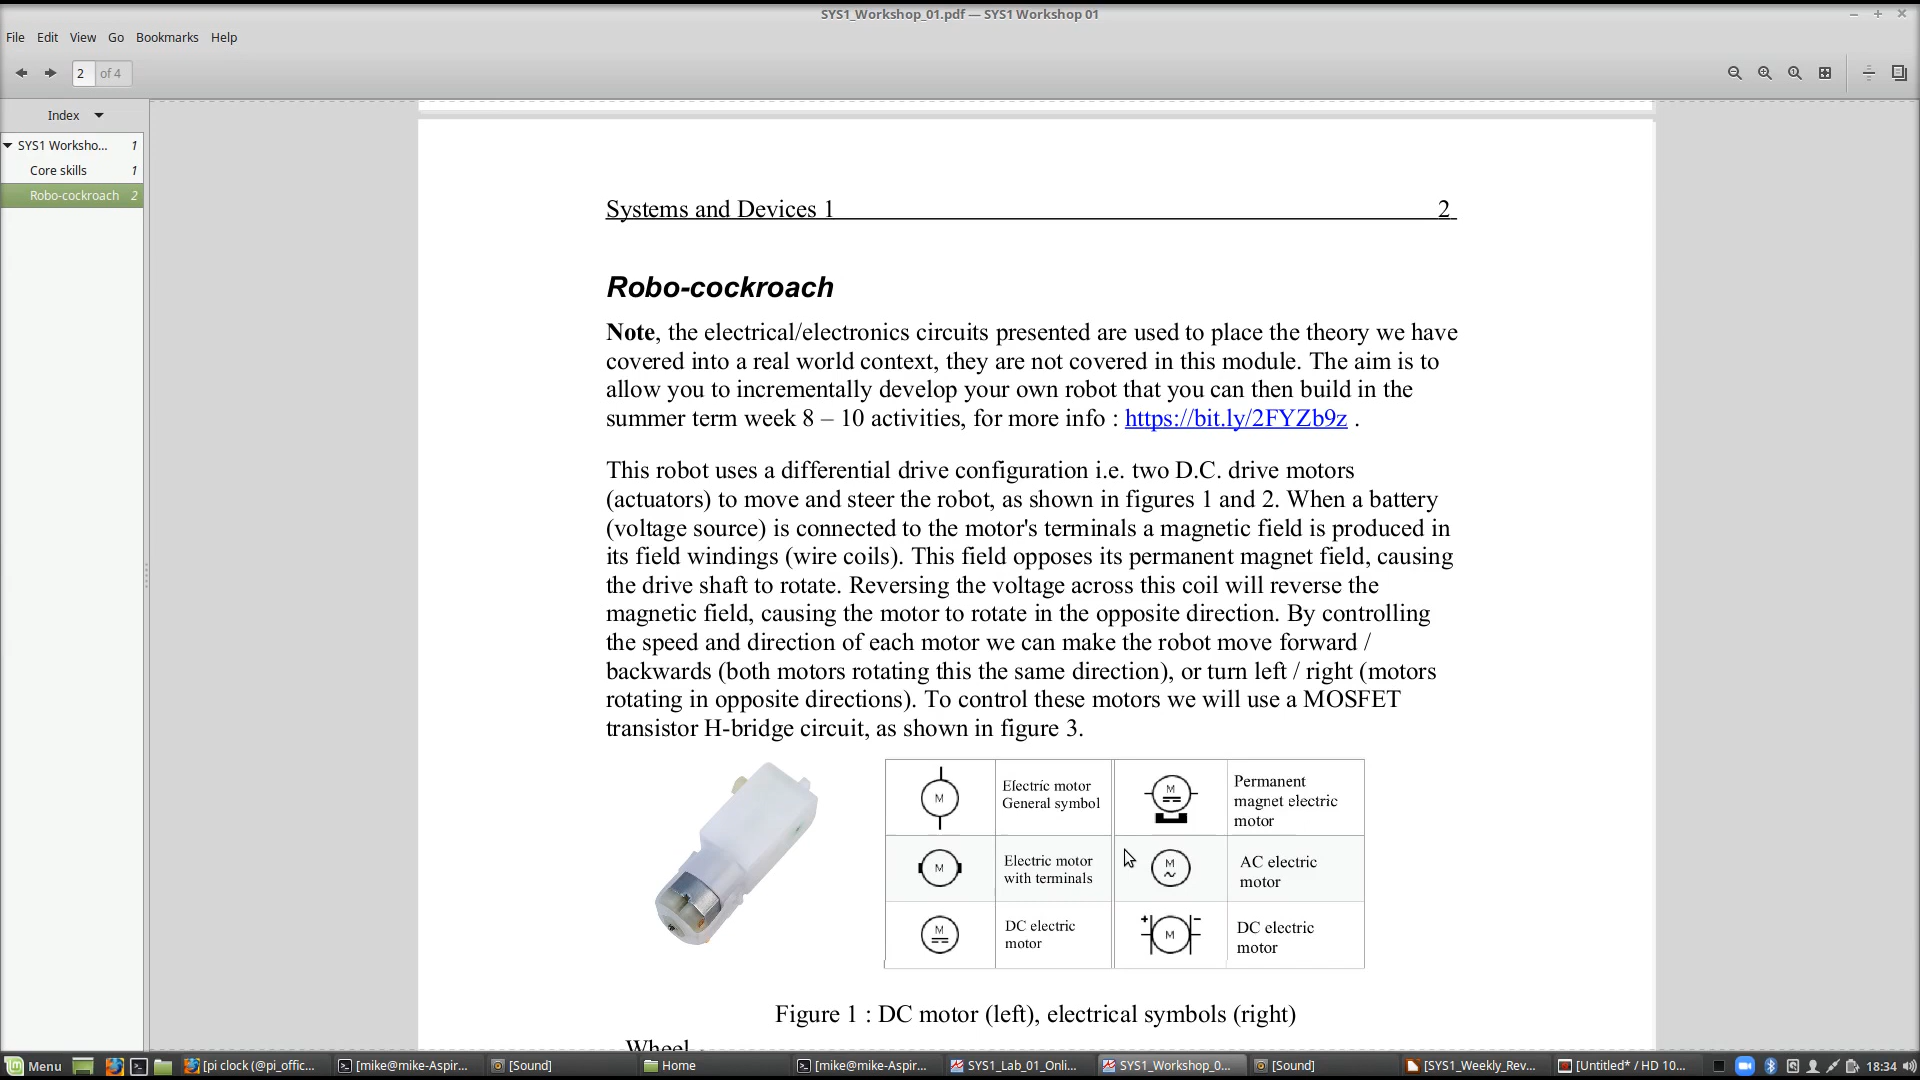 SYS1_Workshop_01.pdf — SYS1 Workshop 01
File Edit View Go Bookmarks Help
2 of 4
Index
SYS1 Worksho... 1
Core skills 1
Robo-cockroach 2
Systems and Devices 1 2
Robo-cockroach
Note, the electrical/electronics circuits presented are used to place the theory we have
covered into a real world context, they are not covered in this module. The aim is to
allow you to incrementally develop your own robot that you can then build in the
summer term week 8 – 10 activities, for more info : https://bit.ly/2FYZb9z .
This robot uses a differential drive configuration i.e. two D.C. drive motors
(actuators) to move and steer the robot, as shown in figures 1 and 2. When a battery
(voltage source) is connected to the motor's terminals a magnetic field is produced in
its field windings (wire coils). This field opposes its permanent magnet field, causing
the drive shaft to rotate. Reversing the voltage across this coil will reverse the
magnetic field, causing the motor to rotate in the opposite direction. By controlling
the speed and direction of each motor we can make the robot move forward /
backwards (both motors rotating this the same direction), or turn left / right (motors
rotating in opposite directions). To control these motors we will use a MOSFET
transistor H-bridge circuit, as shown in figure 3.
M Electric motor General symbol
M Permanent magnet electric motor
M Electric motor with terminals
M ~ AC electric motor
M DC electric motor
+ M - DC electric motor
Figure 1 : DC motor (left), electrical symbols (right)
Wheel
Menu [pi clock (@pi_offic... [mike@mike-Aspir... [Sound] Home [mike@mike-Aspir... SYS1_Lab_01_Onli... SYS1_Workshop_0... [Sound] [SYS1_Weekly_Rev... [Untitled* / HD 10... 18:34